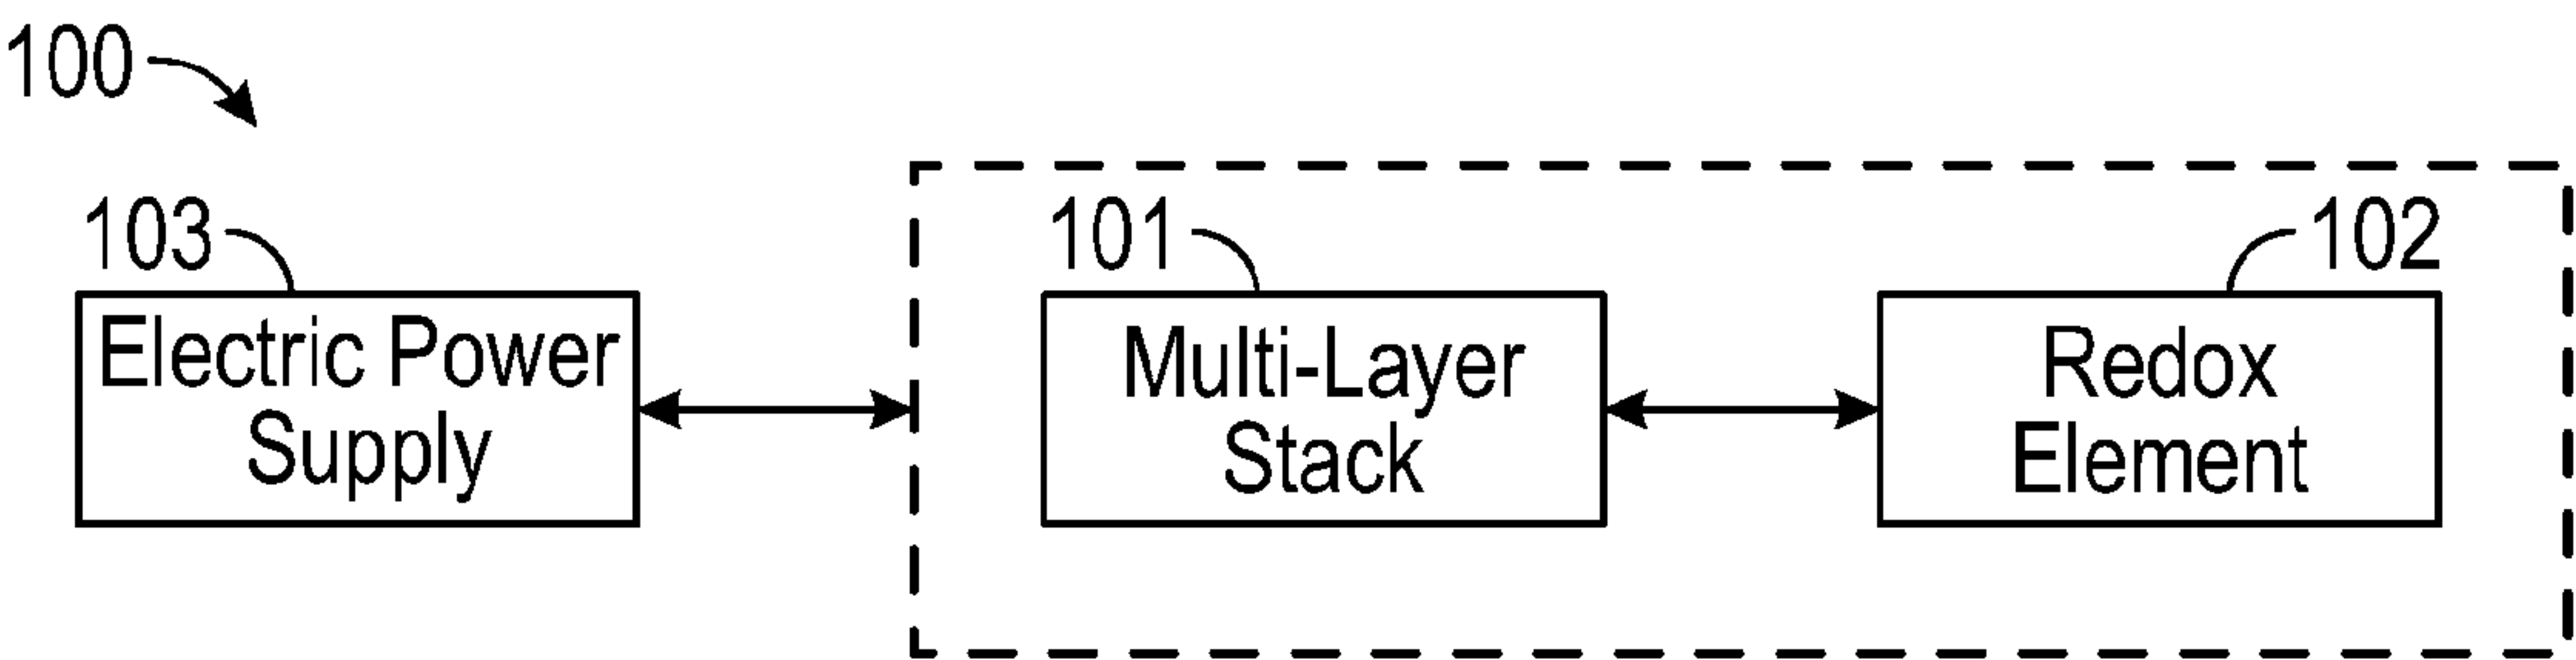 100
103
101
102
Electric Power
Supply
Multi-Layer
Stack
Redox
Element